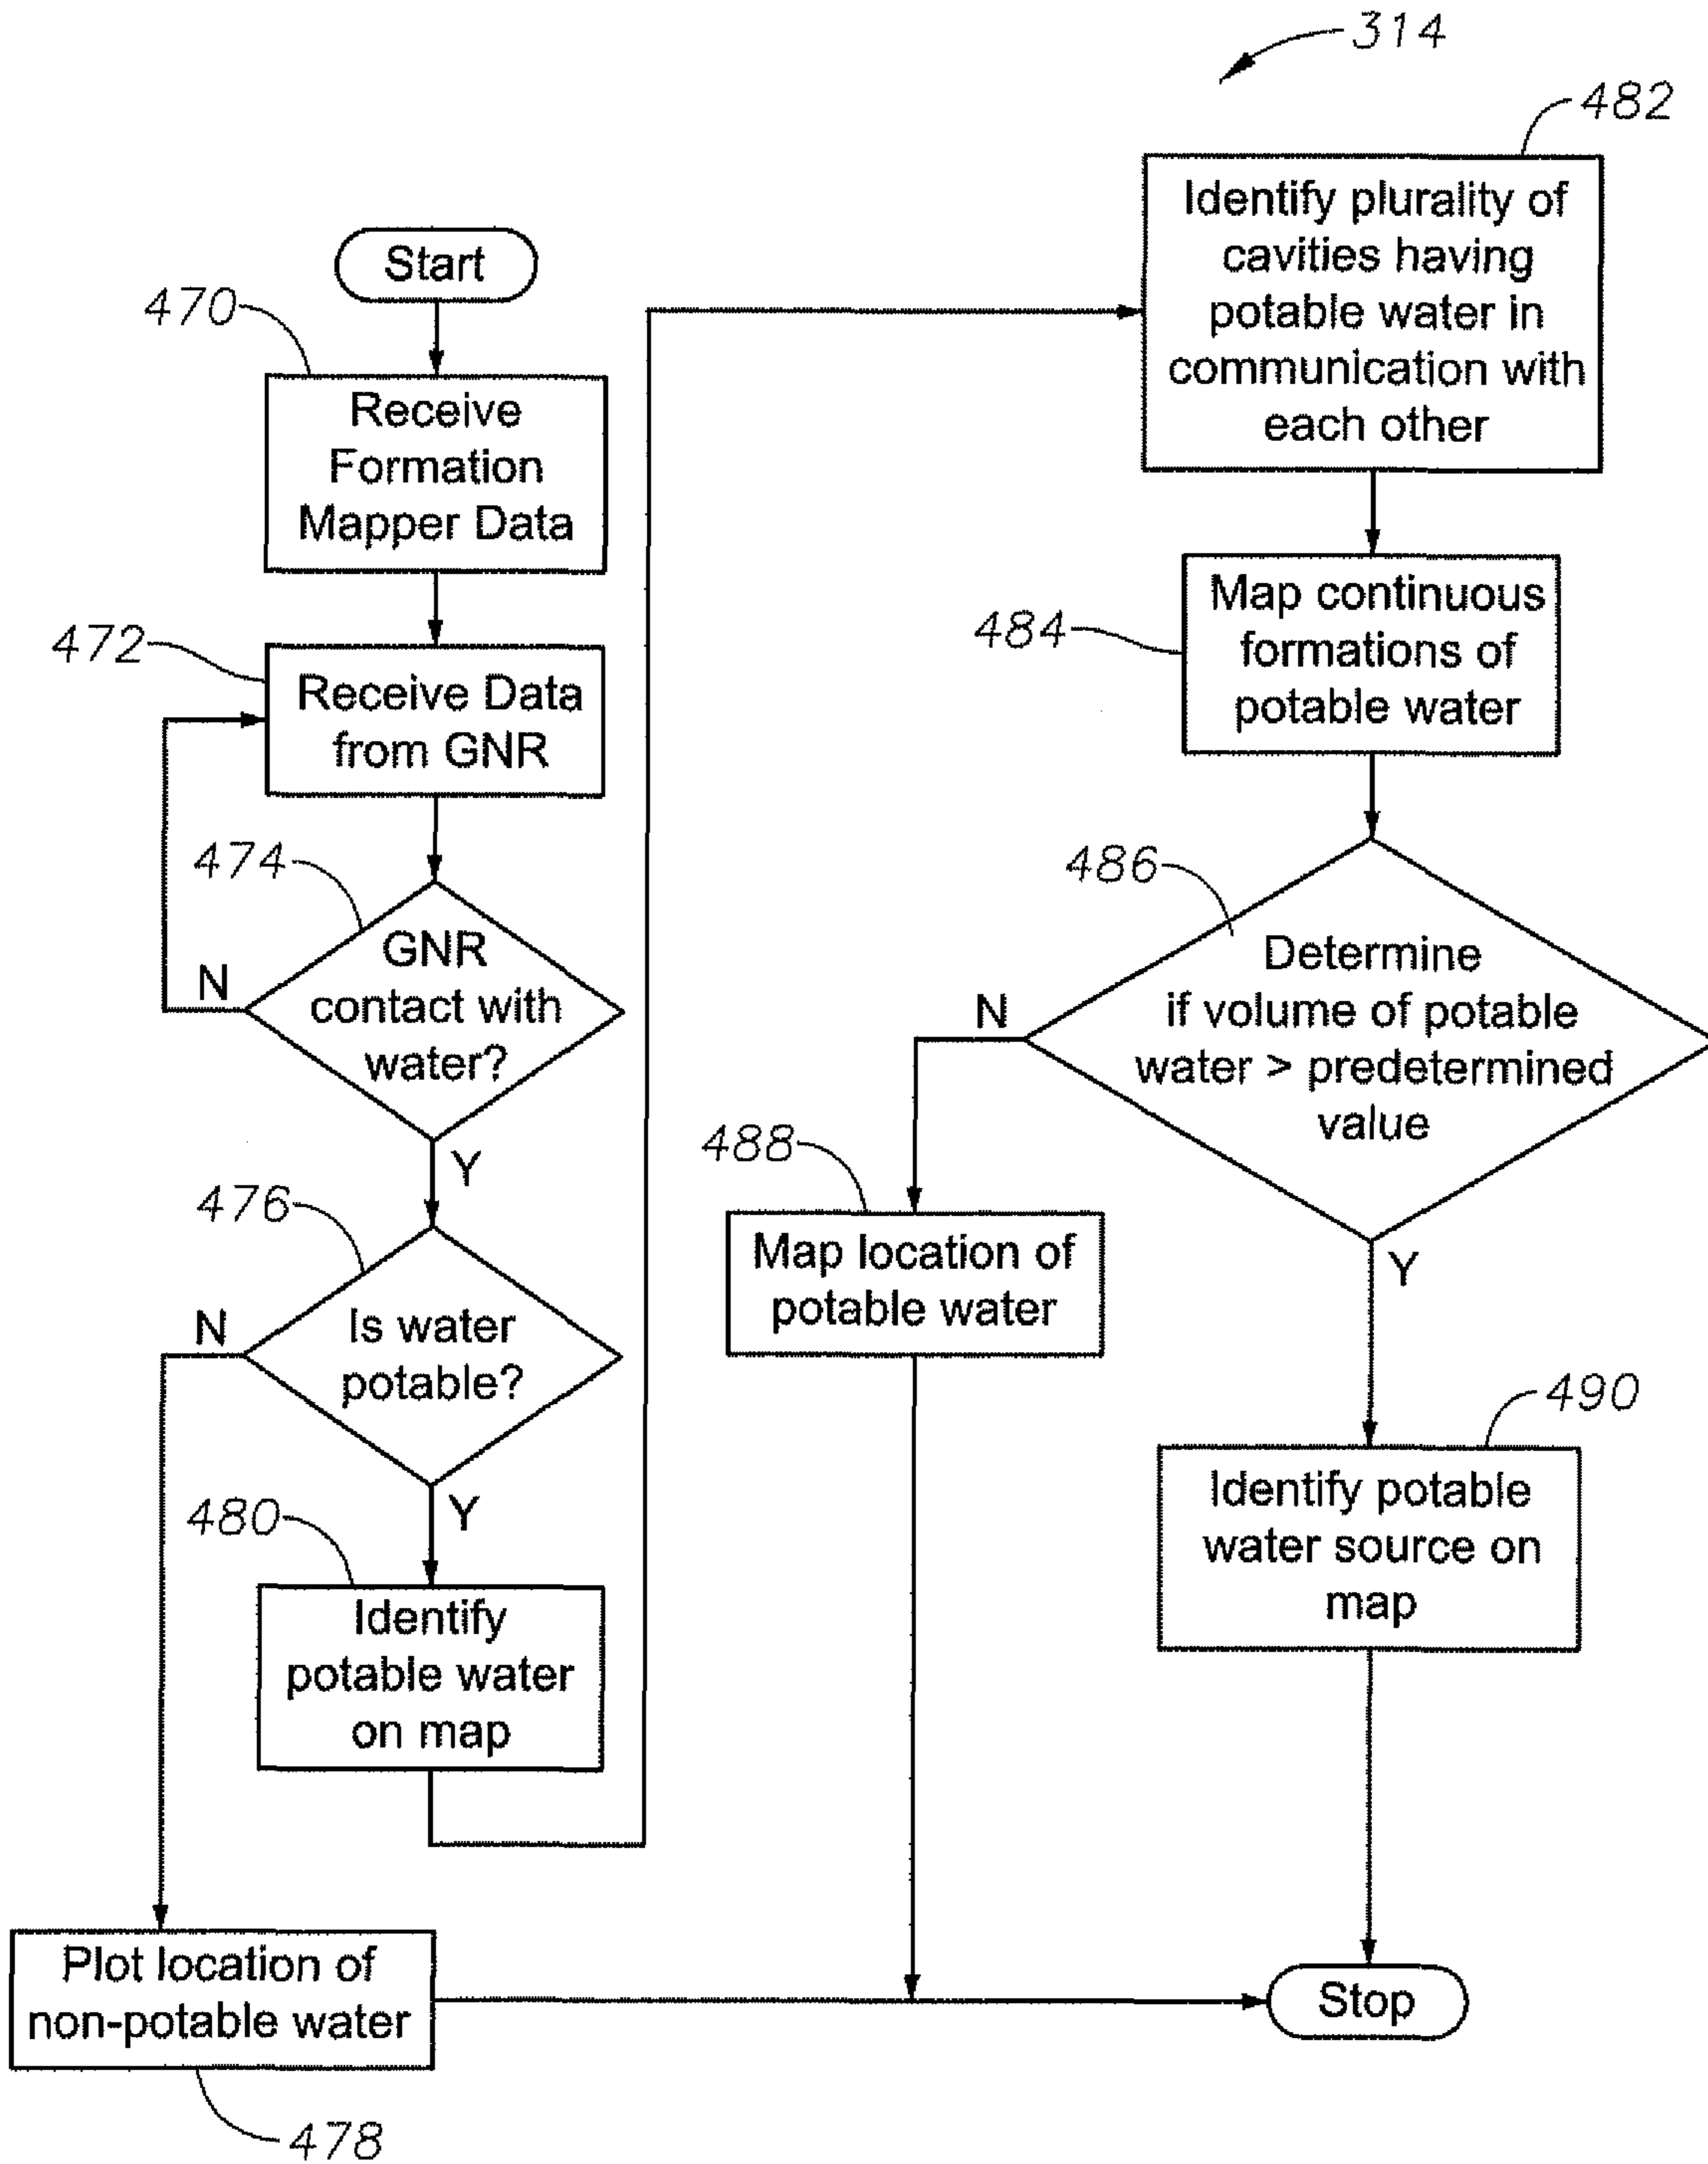 314
Start
470
Receive
Formation
Mapper Data
472
Receive Data
from GNR
474
GNR
contact with
water?
N
Y
476
Is water
potable?
N
Y
480
Identify
potable water
on map
Plot location of
non-potable water
478
482
Identify plurality of
cavities having
potable water in
communication with
each other
484
Map continuous
formations of
potable water
486
Determine
if volume of potable
water > predetermined
value
N
Y
488
Map location of
potable water
490
Identify potable
water source on
map
Stop